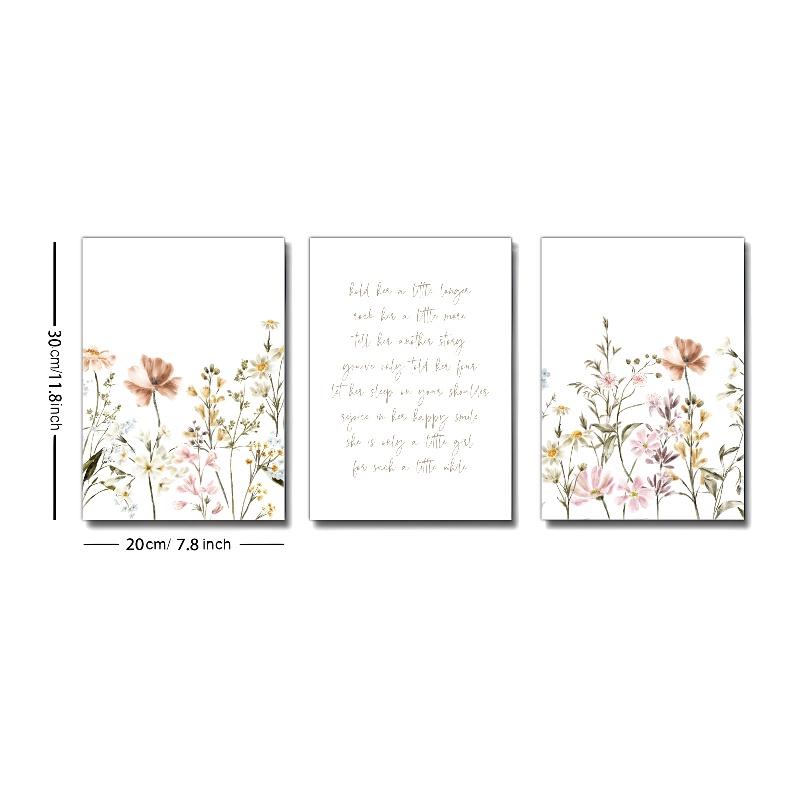 hold her a little longer
rock her a little more
tell her another story
you've only told her four
let her sleep on your shoulder
rejoice in her happy smile
she is only a little girl
for such a little while
30cm/11.8inch
20cm/ 7.8 inch